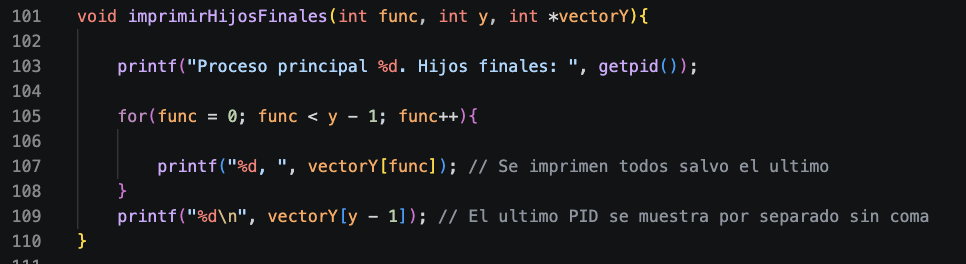 101 void imprimirHijosFinales(int func, int y, int *vectorY){
102
103 printf("Proceso principal %d. Hijos finales: ", getpid());
104
105 for(func = 0; func < y - 1; func++){
106
107 printf("%d, ", vectorY[func]); // Se imprimen todos salvo el ultimo
108 }
109 printf("%d\n", vectorY[y - 1]); // El ultimo PID se muestra por separado sin coma
110 }